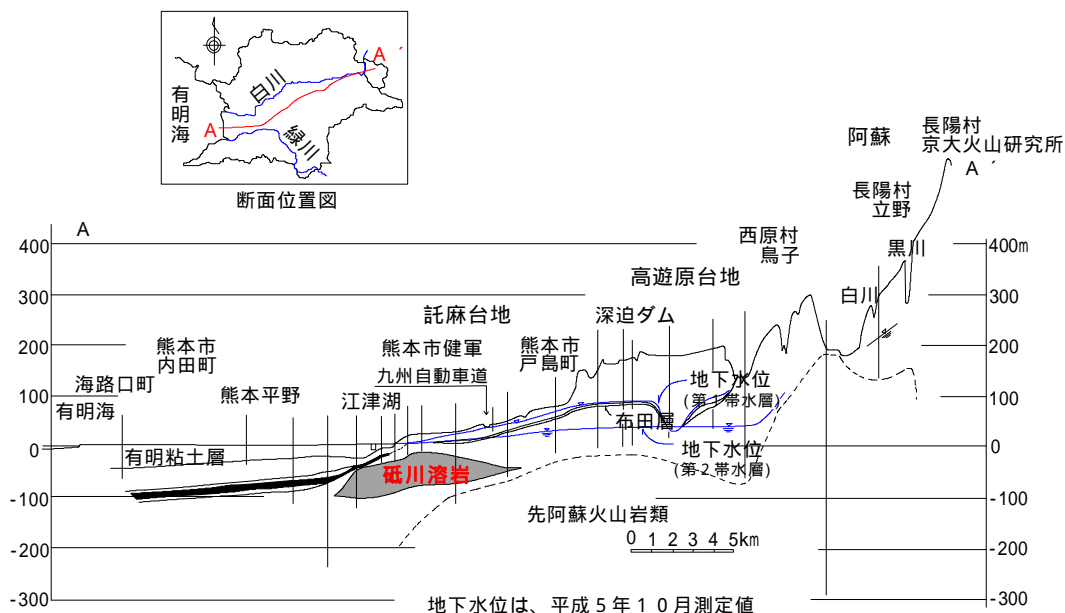 A ´
白川
有明海
A
緑川
断面位置図
阿蘇
長陽村
京大火山研究所
A ´
長陽村
立野
黒川
西原村
鳥子
白川
A
400
300
200
100
0
-100
-200
-300
400m
300
200
100
0
-100
-200
-300
高遊原台地
深迫ダム
託麻台地
熊本市
戸島町
熊本市健軍
九州自動車道
熊本市
内田町
海路口町
熊本平野
江津湖
有明海
有明粘土層
砥川溶岩
地下水位
(第1帯水層)
布田層
地下水位
(第2帯水層)
先阿蘇火山岩類
0 1 2 3 4 5km
地下水位は、平成5年10月測定値